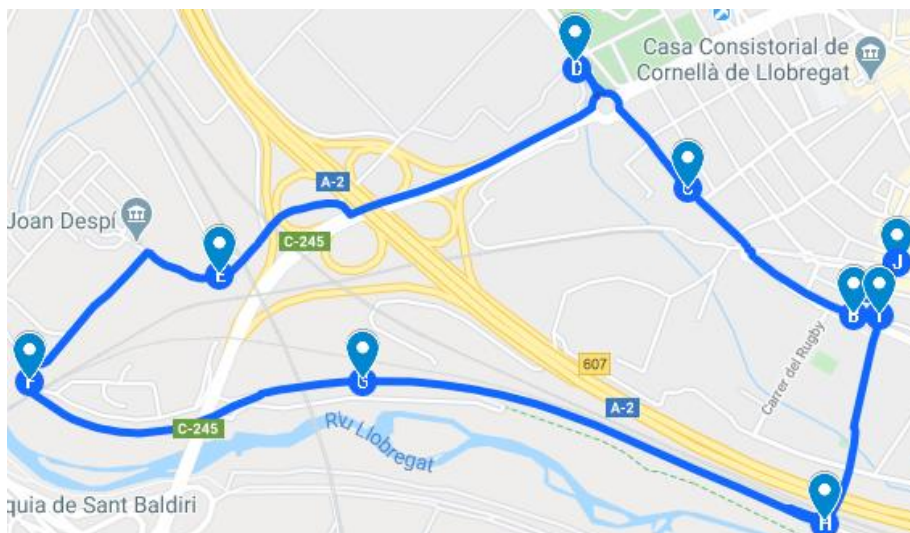 D
Casa Consistorial de
Cornellà de Llobregat
C
A-2
Joan Despí
C-245
E
J
B
I
Carrer del Rugby
607
F
G
A-2
C-245
Riu Llobregat
H
quia de Sant Baldiri